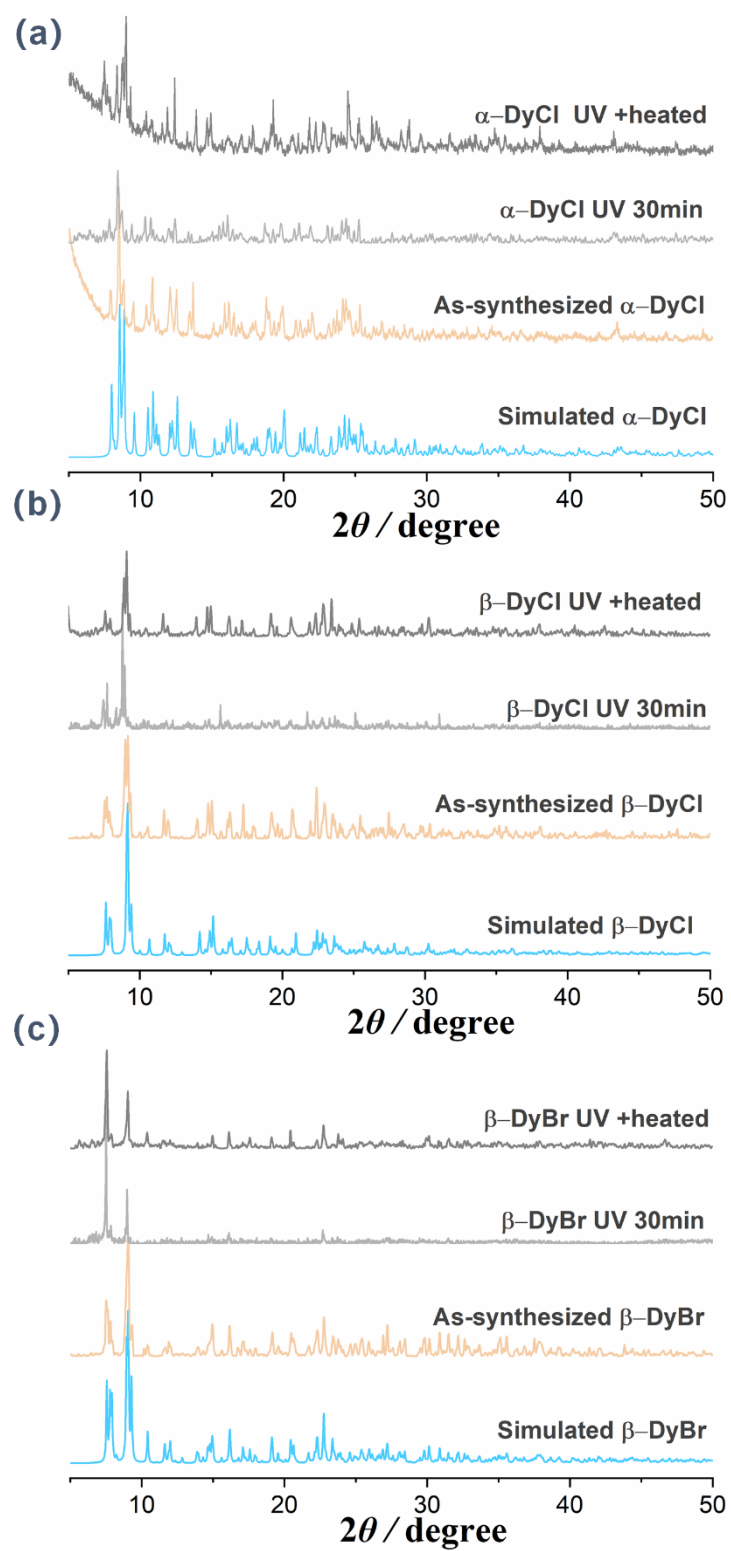 (a)
α–DyCl UV +heated
α–DyCl UV 30min
As-synthesized α–DyCl
Simulated α–DyCl
10 20 30 40 50
2θ / degree
(b)
β–DyCl UV +heated
β–DyCl UV 30min
As-synthesized β–DyCl
Simulated β–DyCl
10 20 30 40 50
2θ / degree
(c)
β–DyBr UV +heated
β–DyBr UV 30min
As-synthesized β–DyBr
Simulated β–DyBr
10 20 30 40 50
2θ / degree